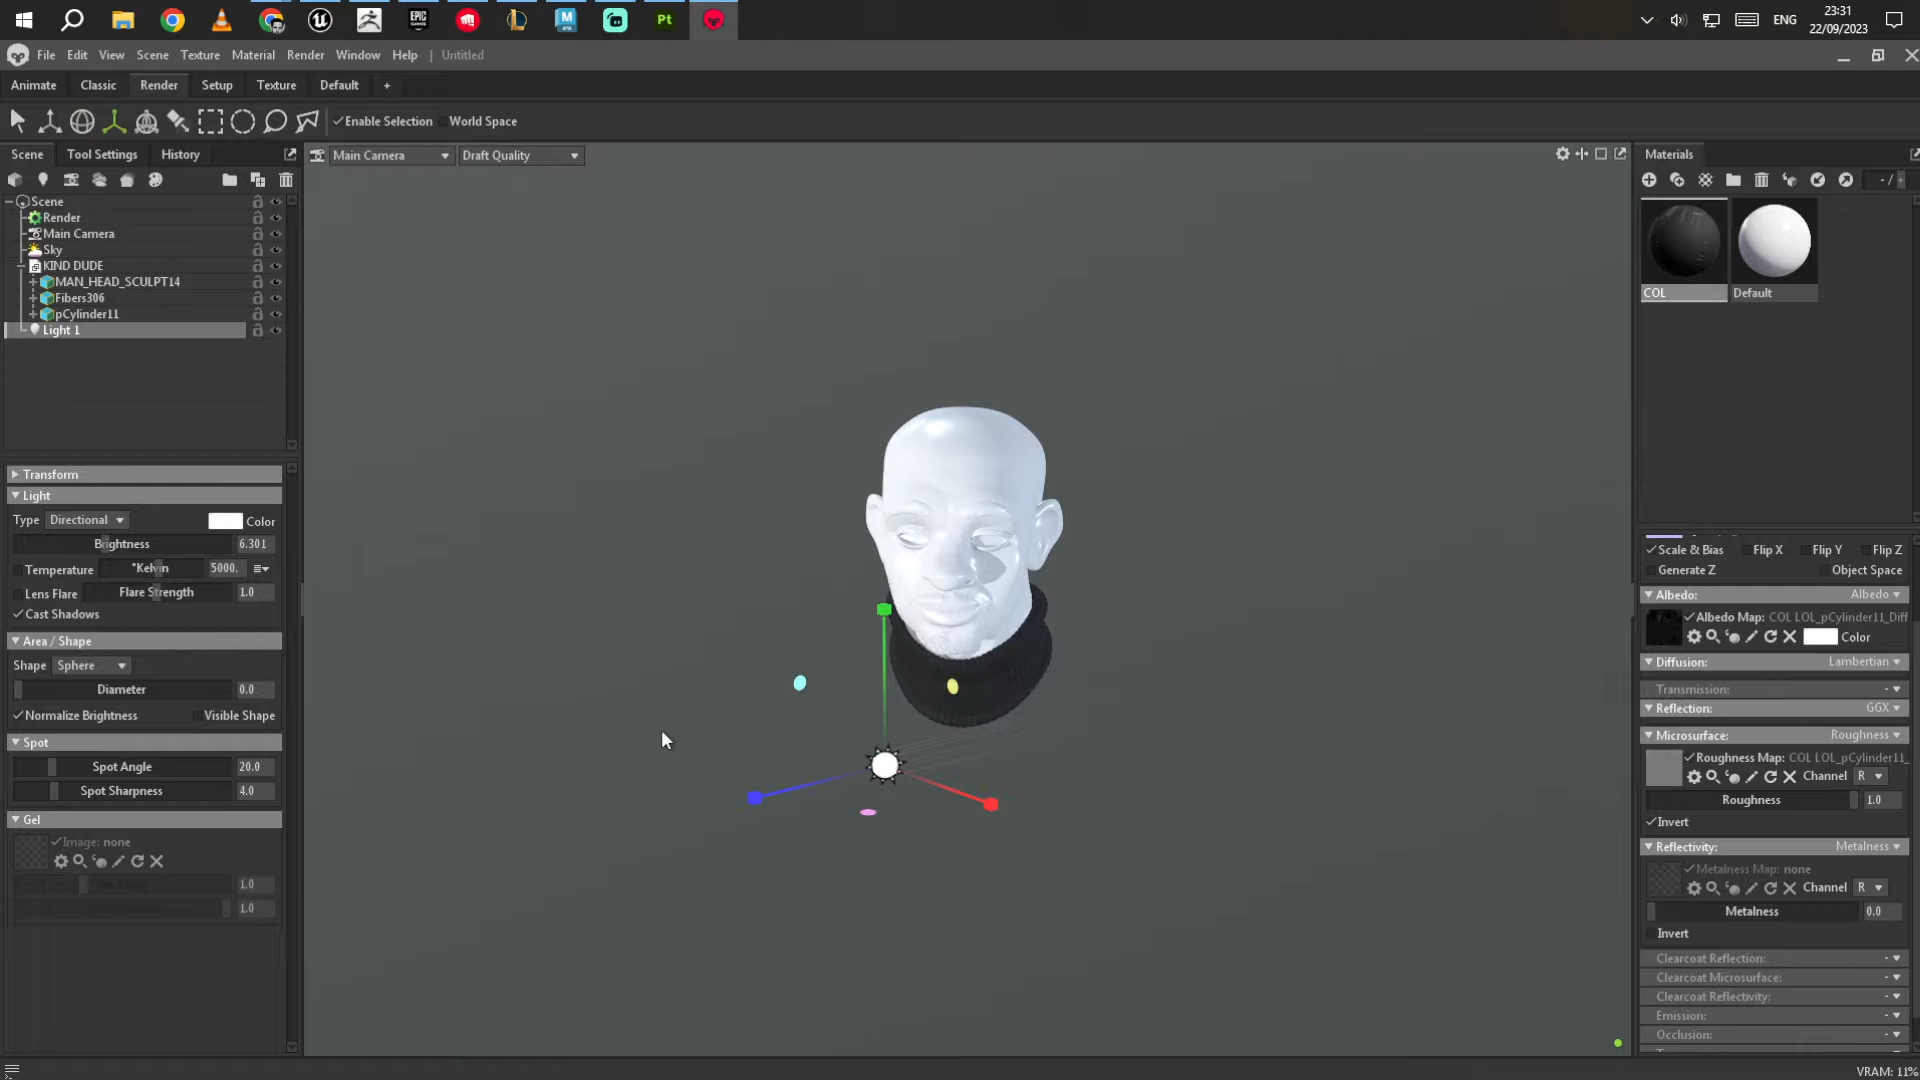 EPIC
GAMES
M
Pt
ENG
23:31
22/09/2023
File Edit View Scene Texture Material Render Window Help | Untitled
Animate Classic Render Setup Texture Default +
Enable Selection World Space
Scene Tool Settings History
Main Camera Draft Quality
Materials
Scene
Render
Main Camera
Sky
KIND DUDE
MAN_HEAD_SCULPT14
Fibers306
pCylinder11
Light 1
COL Default
Transform
Light
Type Directional Color
Brightness 6.301
Temperature °Kelvin 5000.
Lens Flare Flare Strength 1.0
Cast Shadows
Area / Shape
Shape Sphere
Diameter 0.0
Normalize Brightness Visible Shape
Spot
Spot Angle 20.0
Spot Sharpness 4.0
Gel
Image: none
1.0
1.0
Scale & Bias Flip X Flip Y Flip Z
Generate Z Object Space
Albedo: Albedo
Albedo Map: COL LOL_pCylinder11_Diff
Color
Diffusion: Lambertian
Transmission: -
Reflection: GGX
Microsurface: Roughness
Roughness Map: COL LOL_pCylinder11_
Channel R
Roughness 1.0
Invert
Reflectivity: Metalness
Metalness Map: none
Channel R
Metalness 0.0
Invert
Clearcoat Reflection: -
Clearcoat Microsurface: -
Clearcoat Reflectivity: -
Emission: -
Occlusion: -
VRAM: 11%